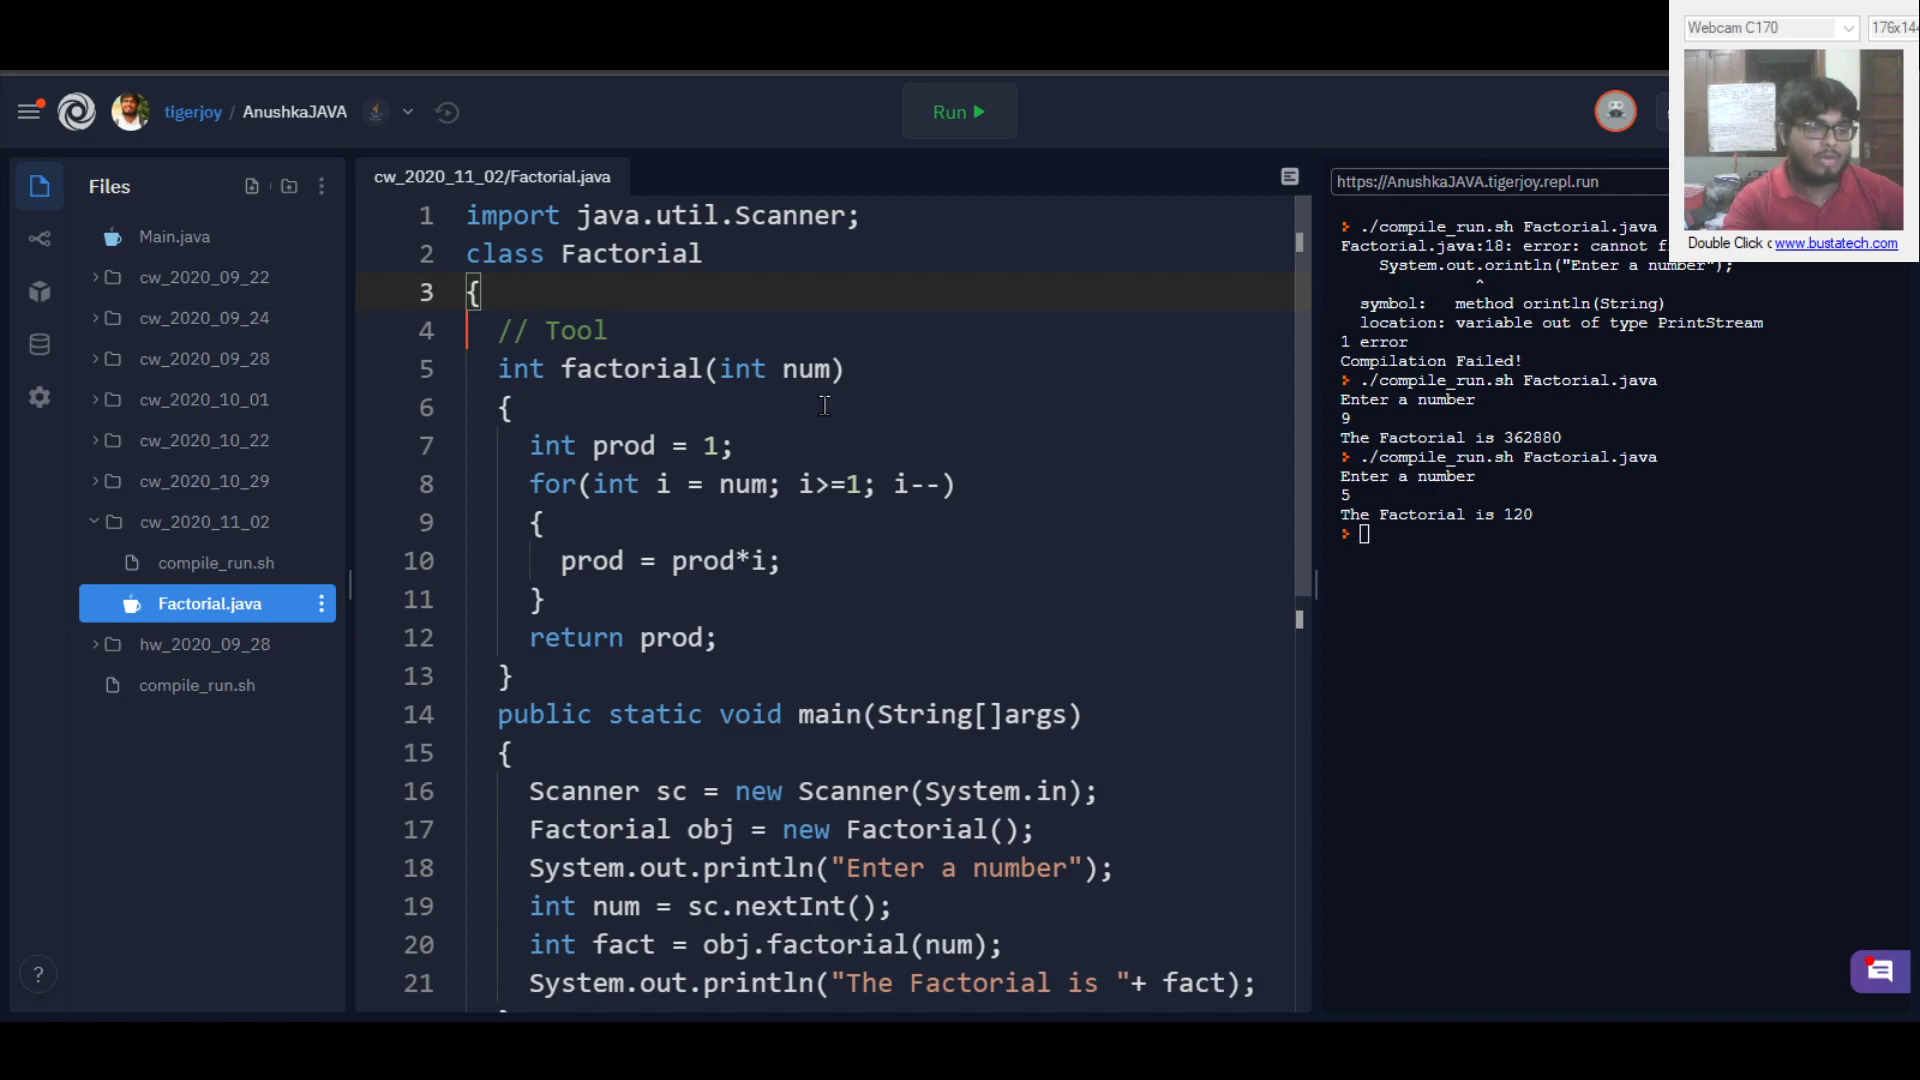 Webcam C170 176x144
tigerjoy / AnushkaJAVA
Run
Double Click www.bustatech.com
Files
Main.java
cw_2020_09_22
cw_2020_09_24
cw_2020_09_28
cw_2020_10_01
cw_2020_10_22
cw_2020_10_29
cw_2020_11_02
compile_run.sh
Factorial.java
hw_2020_09_28
compile_run.sh
?
cw_2020_11_02/Factorial.java
1 import java.util.Scanner;
2 class Factorial
3 {
4 // Tool
5 int factorial(int num)
6 {
7 int prod = 1;
8 for(int i = num; i>=1; i--)
9 {
10 prod = prod*i;
11 }
12 return prod;
13 }
14 public static void main(String[]args)
15 {
16 Scanner sc = new Scanner(System.in);
17 Factorial obj = new Factorial();
18 System.out.println("Enter a number");
19 int num = sc.nextInt();
20 int fact = obj.factorial(num);
21 System.out.println("The Factorial is "+ fact);
https://AnushkaJAVA.tigerjoy.repl.run
./compile_run.sh Factorial.java
Factorial.java:18: error: cannot
System.out.orintln("Enter a number");
^
symbol: method orintln(String)
location: variable out of type PrintStream
1 error
Compilation Failed!
./compile_run.sh Factorial.java
Enter a number
9
The Factorial is 362880
./compile_run.sh Factorial.java
Enter a number
5
The Factorial is 120